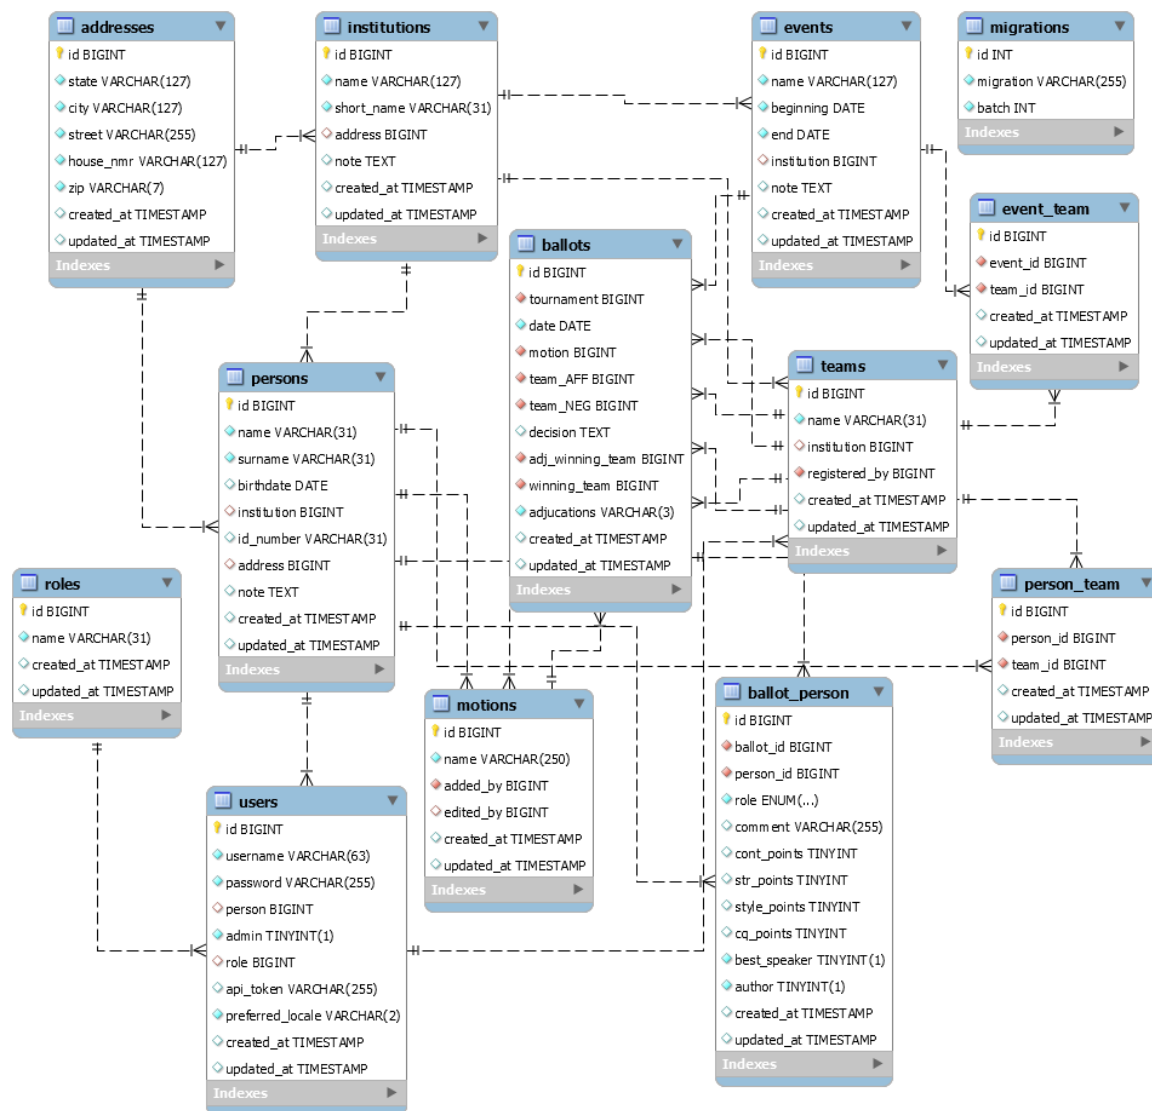 addresses
id BIGINT
state VARCHAR(127)
city VARCHAR(127)
street VARCHAR(255)
house_nmr VARCHAR(127)
zip VARCHAR(7)
created_at TIMESTAMP
updated_at TIMESTAMP
Indexes
institutions
id BIGINT
name VARCHAR(127)
short_name VARCHAR(31)
address BIGINT
note TEXT
created_at TIMESTAMP
updated_at TIMESTAMP
Indexes
events
id BIGINT
name VARCHAR(127)
beginning DATE
end DATE
institution BIGINT
note TEXT
created_at TIMESTAMP
updated_at TIMESTAMP
Indexes
migrations
id INT
migration VARCHAR(255)
batch INT
Indexes
event_team
id BIGINT
event_id BIGINT
team_id BIGINT
created_at TIMESTAMP
updated_at TIMESTAMP
Indexes
ballots
id BIGINT
tournament BIGINT
date DATE
motion BIGINT
team_AFF BIGINT
team_NEG BIGINT
decision TEXT
adj_winning_team BIGINT
winning_team BIGINT
adjucations VARCHAR(3)
created_at TIMESTAMP
updated_at TIMESTAMP
Indexes
persons
id BIGINT
name VARCHAR(31)
surname VARCHAR(31)
birthdate DATE
institution BIGINT
id_number VARCHAR(31)
address BIGINT
note TEXT
created_at TIMESTAMP
updated_at TIMESTAMP
Indexes
teams
id BIGINT
name VARCHAR(31)
institution BIGINT
registered_by BIGINT
created_at TIMESTAMP
updated_at TIMESTAMP
Indexes
roles
id BIGINT
name VARCHAR(31)
created_at TIMESTAMP
updated_at TIMESTAMP
Indexes
person_team
id BIGINT
person_id BIGINT
team_id BIGINT
created_at TIMESTAMP
updated_at TIMESTAMP
Indexes
motions
id BIGINT
name VARCHAR(250)
added_by BIGINT
edited_by BIGINT
created_at TIMESTAMP
updated_at TIMESTAMP
Indexes
ballot_person
id BIGINT
ballot_id BIGINT
person_id BIGINT
role ENUM(...)
comment VARCHAR(255)
cont_points TINYINT
str_points TINYINT
style_points TINYINT
cq_points TINYINT
best_speaker TINYINT(1)
author TINYINT(1)
created_at TIMESTAMP
updated_at TIMESTAMP
Indexes
users
id BIGINT
username VARCHAR(63)
password VARCHAR(255)
person BIGINT
admin TINYINT(1)
role BIGINT
api_token VARCHAR(255)
preferred_locale VARCHAR(2)
created_at TIMESTAMP
updated_at TIMESTAMP
Indexes